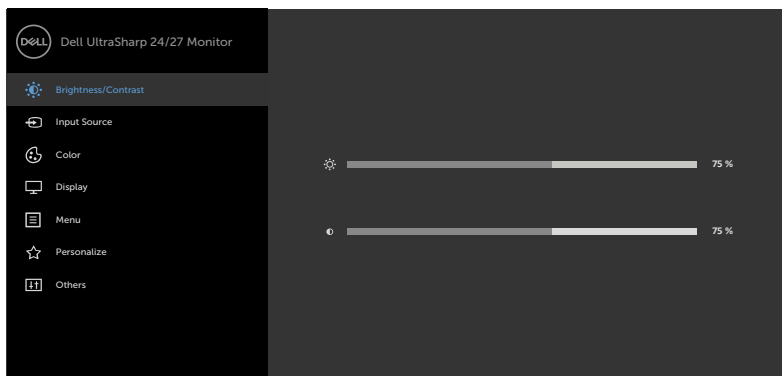 DELL
Dell UltraSharp 24/27 Monitor
Brightness/Contrast
Input Source
Color
Display
Menu
Personalize
Others
75 %
75 %